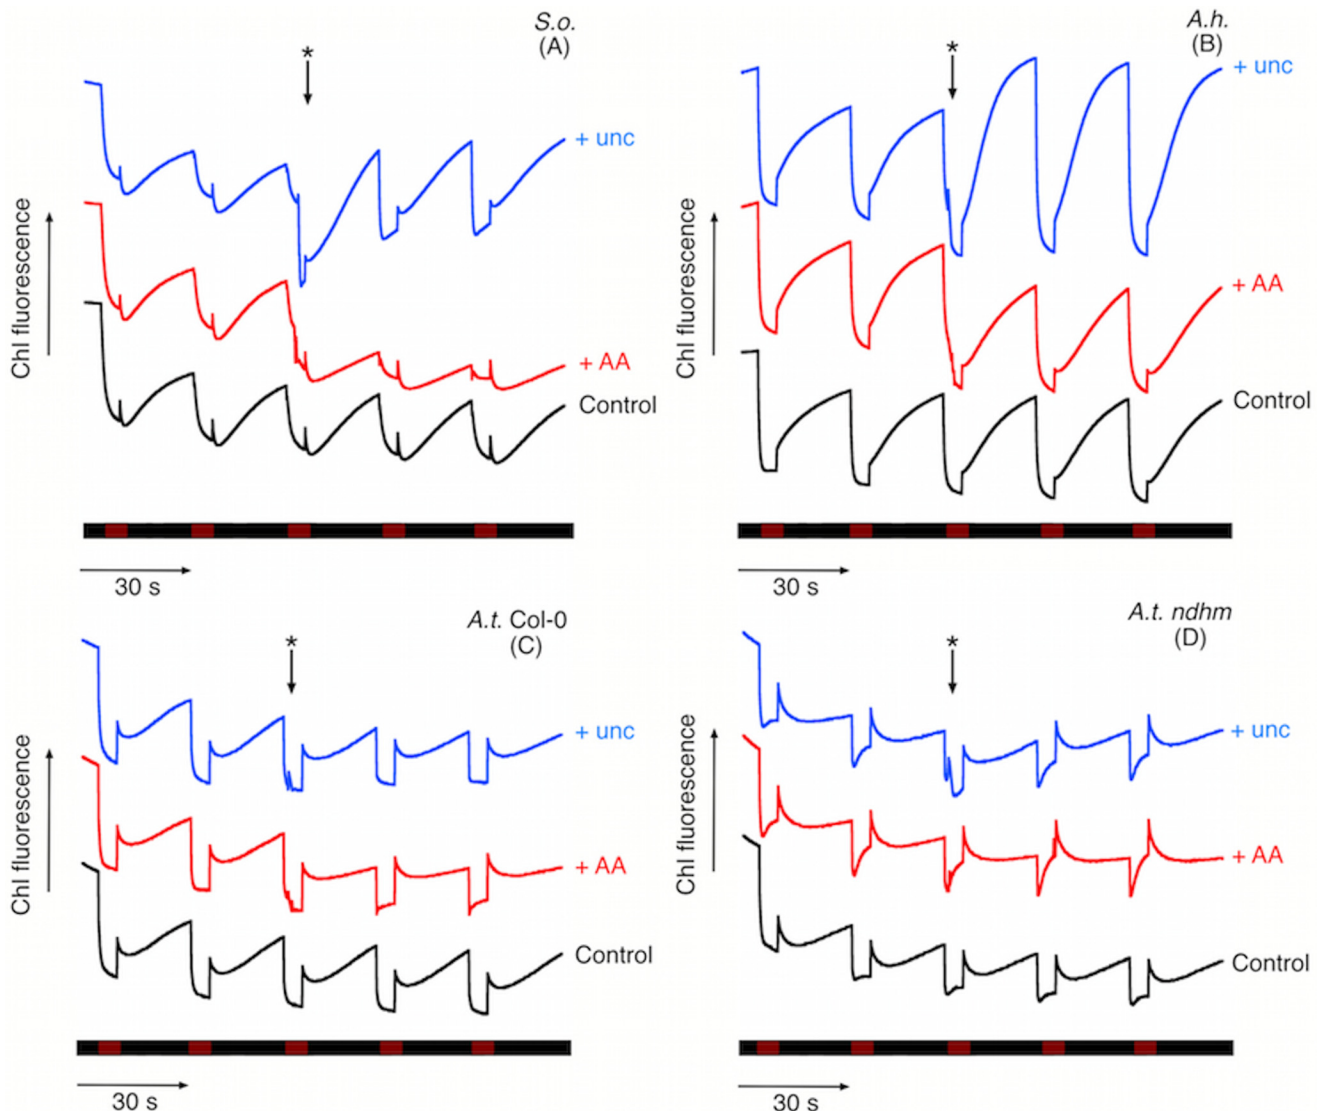 S.o.
(A)
*
+ unc
+ AA
Control
Chl fluorescence
30 s
A.h.
(B)
*
+ unc
+ AA
Control
Chl fluorescence
30 s
A.t. Col-0
(C)
*
+ unc
+ AA
Control
Chl fluorescence
30 s
A.t. ndhm
(D)
*
+ unc
+ AA
Control
Chl fluorescence
30 s